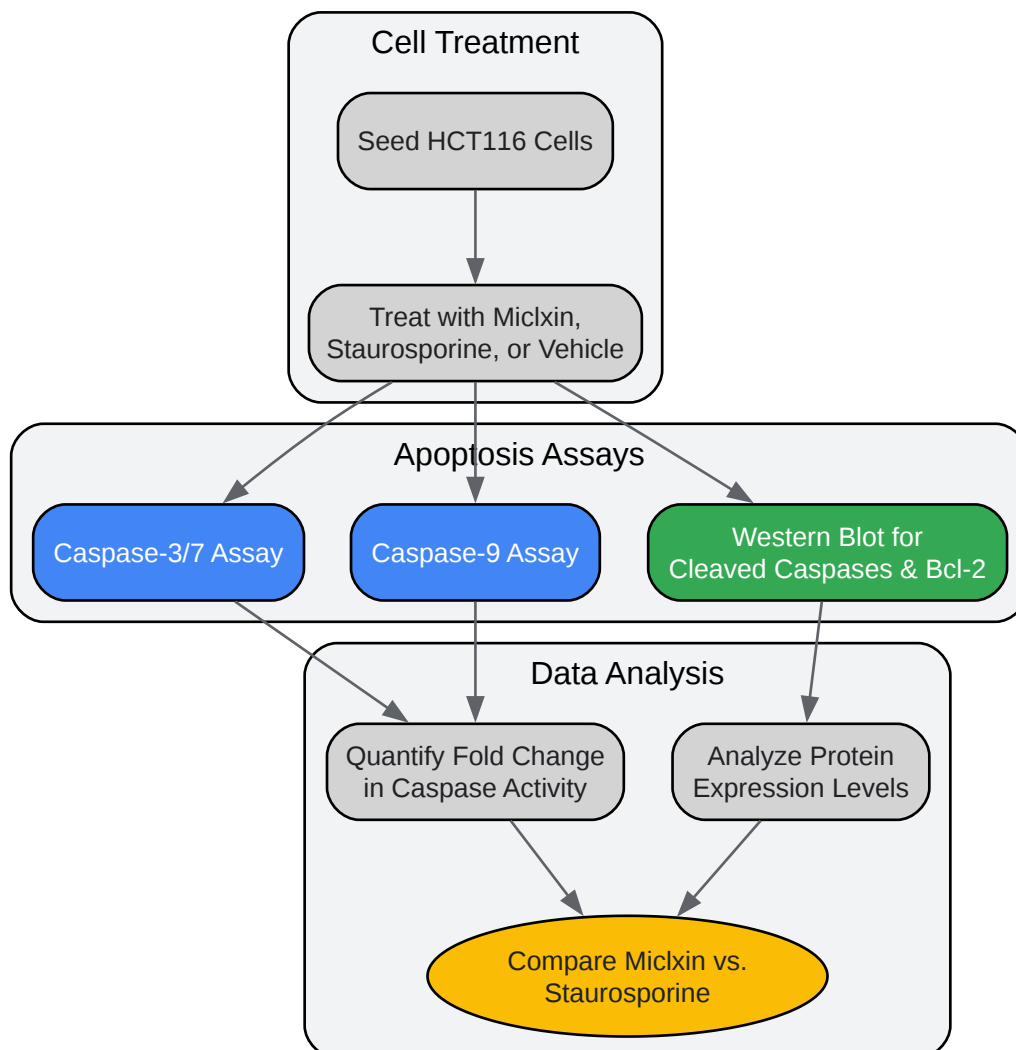 Cell Treatment
Seed HCT116 Cells
Treat with Miclxin,
Staurosporine, or Vehicle
Apoptosis Assays
Caspase-3/7 Assay
Caspase-9 Assay
Western Blot for
Cleaved Caspases & Bcl-2
Data Analysis
Quantify Fold Change
in Caspase Activity
Analyze Protein
Expression Levels
Compare Miclxin vs.
Staurosporine